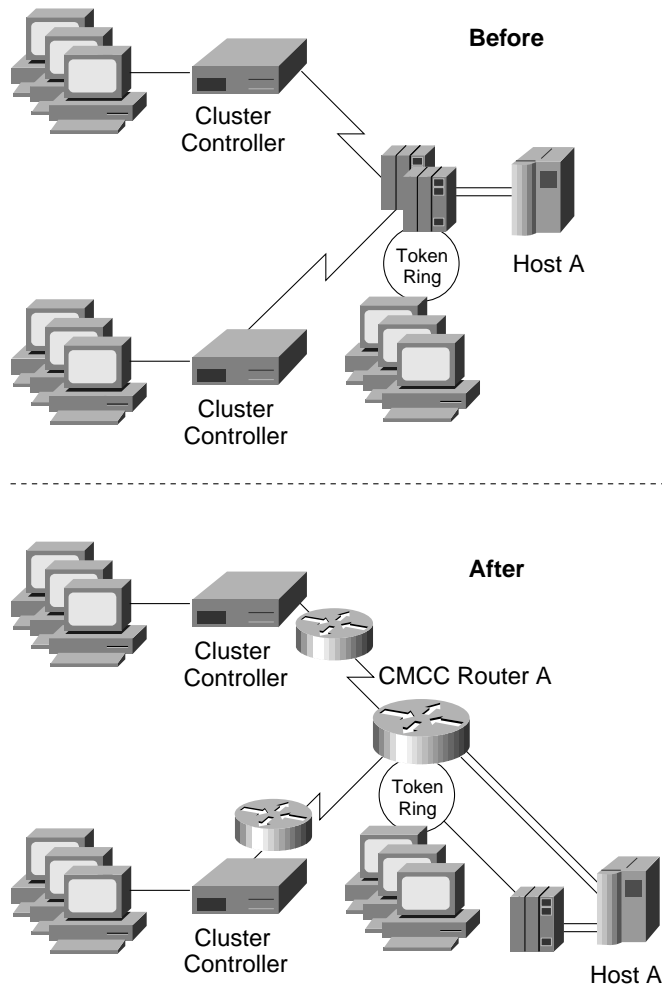 Before
Cluster
Controller
Token
Ring
Host A
Cluster
Controller
After
Cluster
Controller
CMCC Router A
Token
Ring
Cluster
Controller
Host A